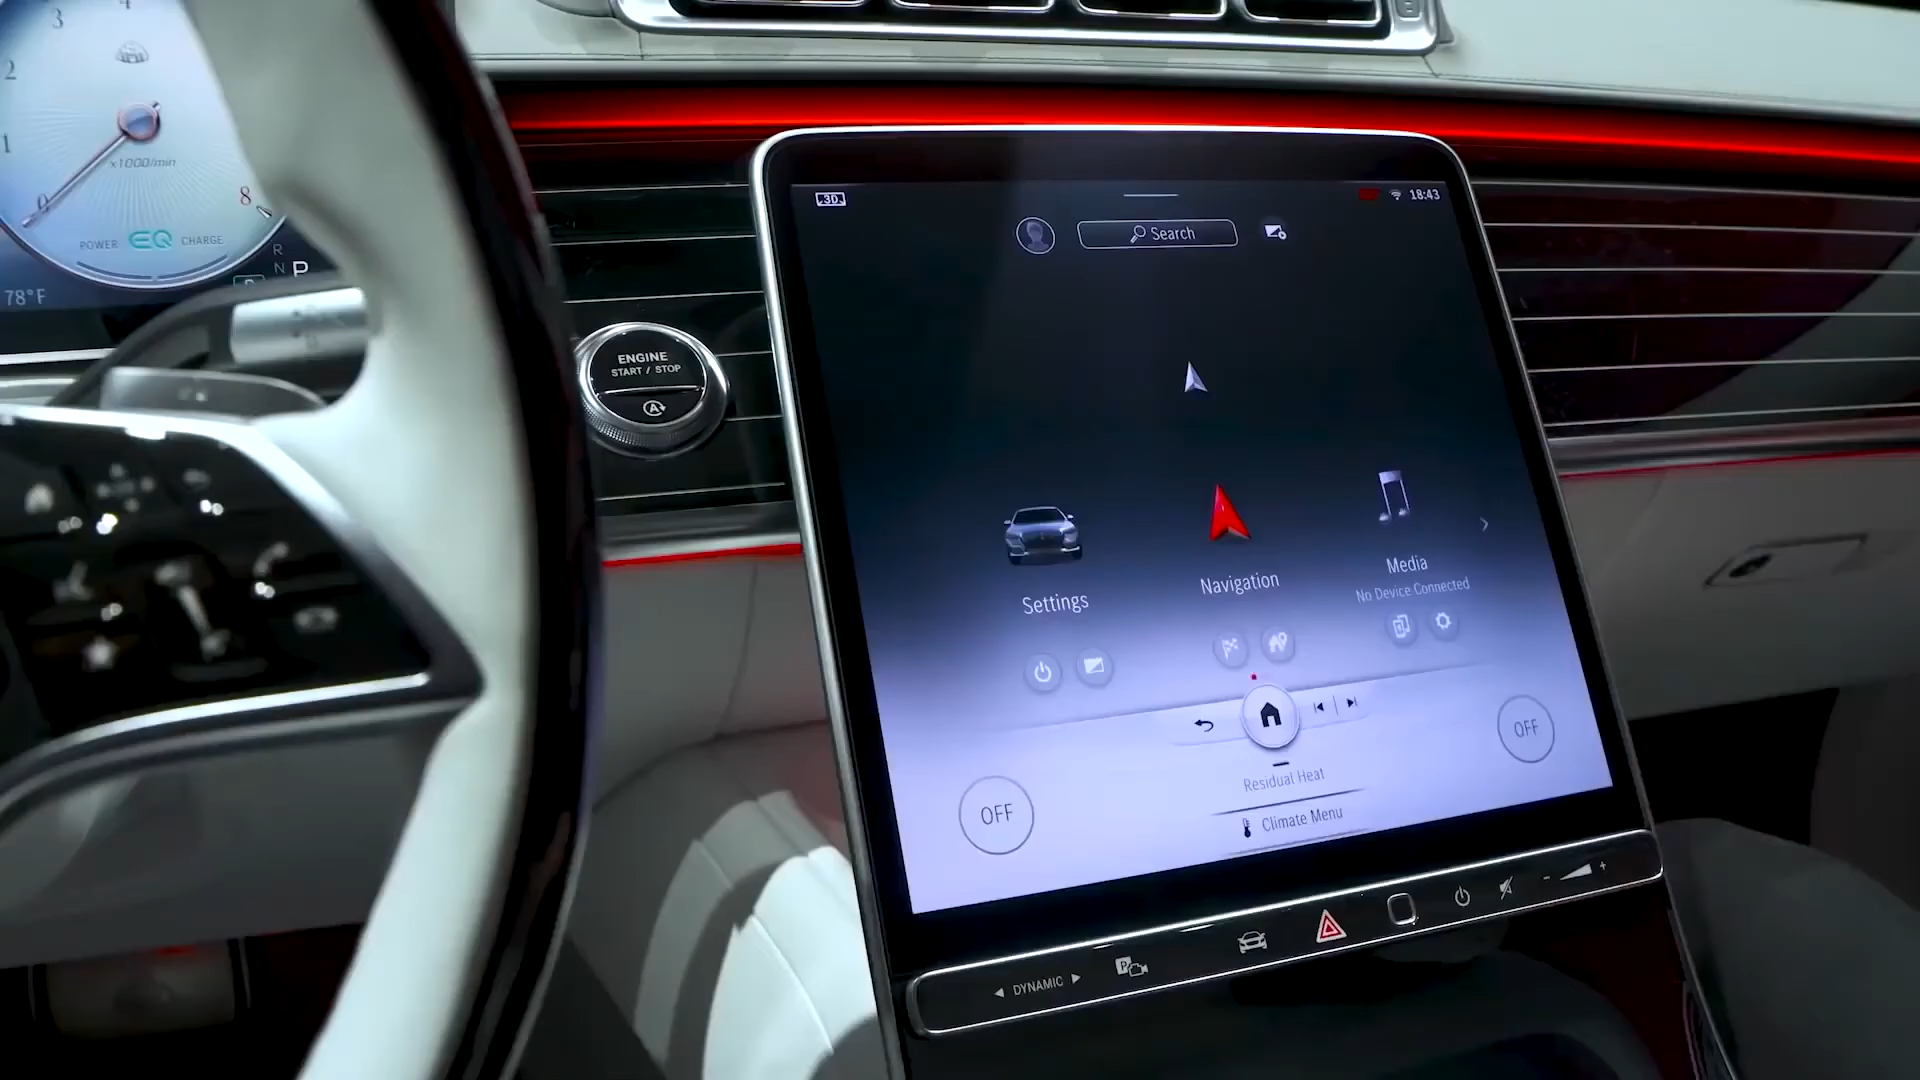 3
4
2
1
x1000/min
0
8
POWER EQ CHARGE
R
N P
78°F
ENGINE
START / STOP
A
3D
18:43
Search
Settings
Navigation
Media
No Device Connected
OFF
OFF
Residual Heat
Climate Menu
DYNAMIC
P
- +